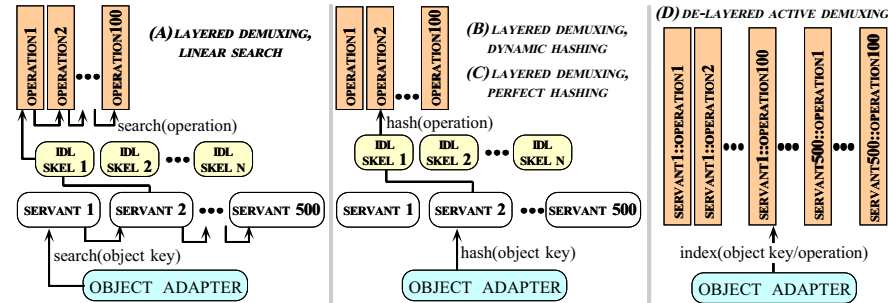 (A) LAYERED DEMUXING,
LINEAR SEARCH
OPERATION1
OPERATION2
OPERATION100
search(operation)
IDL
SKEL 1
IDL
SKEL 2
IDL
SKEL N
SERVANT 1
SERVANT 2
SERVANT 500
search(object key)
OBJECT ADAPTER
(B) LAYERED DEMUXING,
DYNAMIC HASHING
(C) LAYERED DEMUXING,
PERFECT HASHING
OPERATION1
OPERATION2
OPERATION100
hash(operation)
IDL
SKEL 1
IDL
SKEL 2
IDL
SKEL N
SERVANT 1
SERVANT 2
SERVANT 500
hash(object key)
OBJECT ADAPTER
(D) DE-LAYERED ACTIVE DEMUXING
SERVANT1::OPERATION1
SERVANT1::OPERATION2
SERVANT1::OPERATION100
SERVANT500::OPERATION1
SERVANT500::OPERATION100
index(object key/operation)
OBJECT ADAPTER